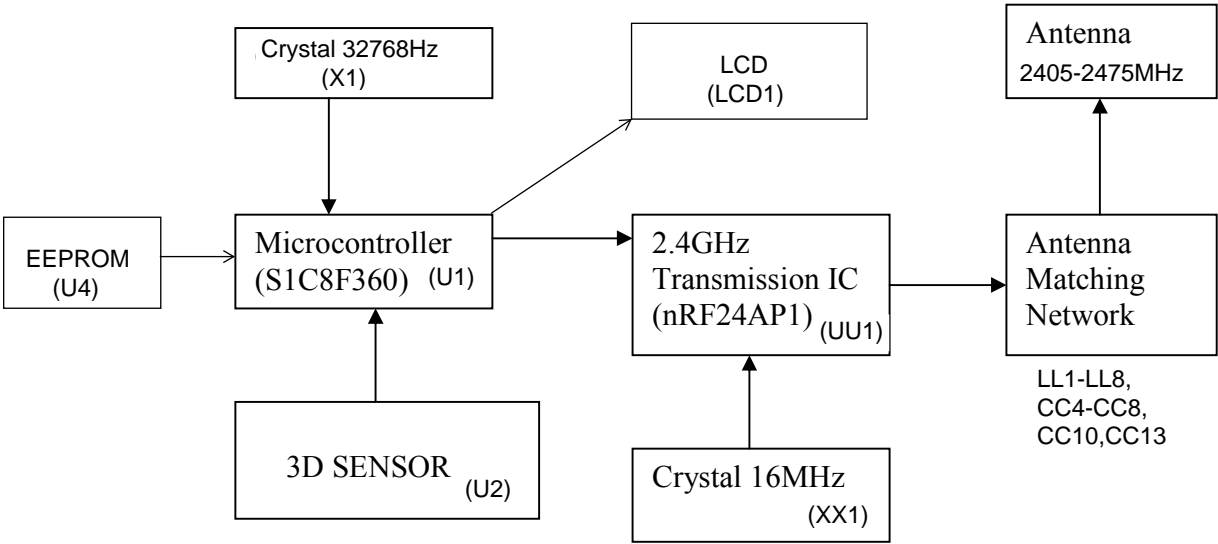 Crystal 32768Hz
(X1)
LCD
(LCD1)
Antenna
2405-2475MHz
EEPROM
(U4)
Microcontroller
(S1C8F360) (U1)
2.4GHz
Transmission IC
(nRF24AP1) (UU1)
Antenna
Matching
Network
LL1-LL8,
CC4-CC8,
CC10,CC13
3D SENSOR (U2)
Crystal 16MHz
(XX1)